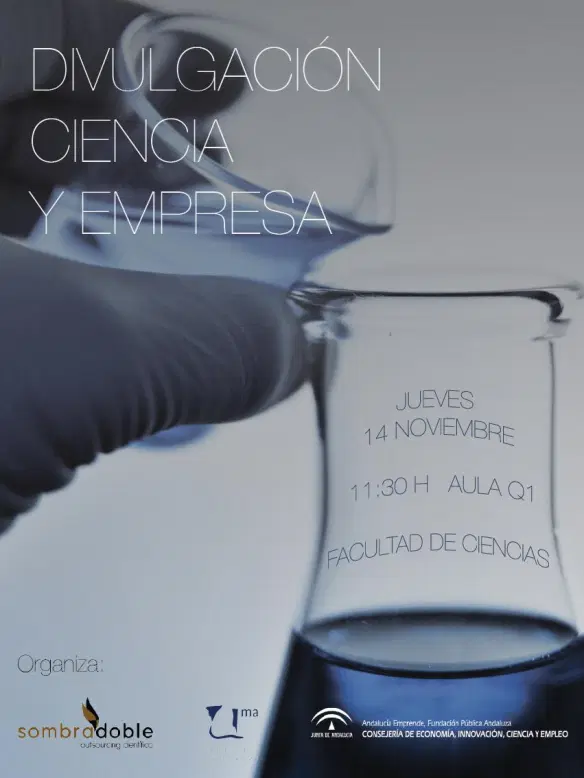 DIVULGACIÓN
CIENCIA
Y EMPRESA
JUEVES
14 NOVIEMBRE
11:30 H AULA Q1
FACULTAD DE CIENCIAS
Organiza:
sombradoble
outsourcing científico
uma
JUNTA DE ANDALUCIA
Andalucía Emprende, Fundación Pública Andaluza
CONSEJERÍA DE ECONOMÍA, INNOVACIÓN, CIENCIA Y EMPLEO